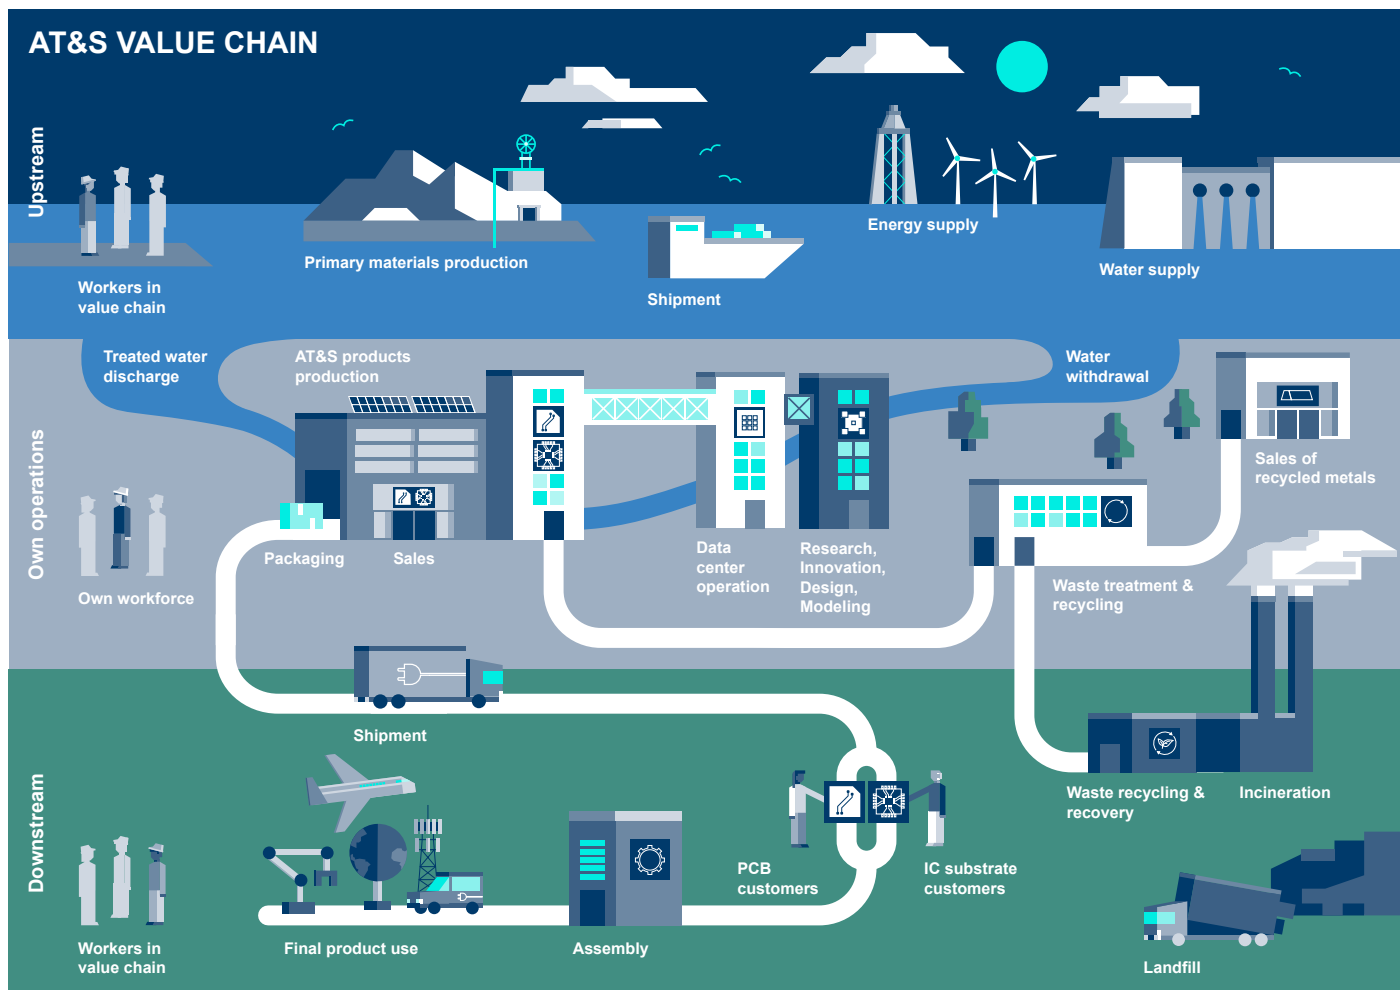 AT&S VALUE CHAIN
Upstream
Workers in
value chain
Primary materials production
Shipment
Energy supply
Water supply
Own operations
Treated water
discharge
AT&S products
production
Water
withdrawal
Sales of
recycled metals
Packaging
Sales
Data
center
operation
Research,
Innovation,
Design,
Modeling
Waste treatment &
recycling
Own workforce
Downstream
Shipment
Waste recycling &
recovery
Incineration
PCB
customers
IC substrate
customers
Workers in
value chain
Final product use
Assembly
Landfill